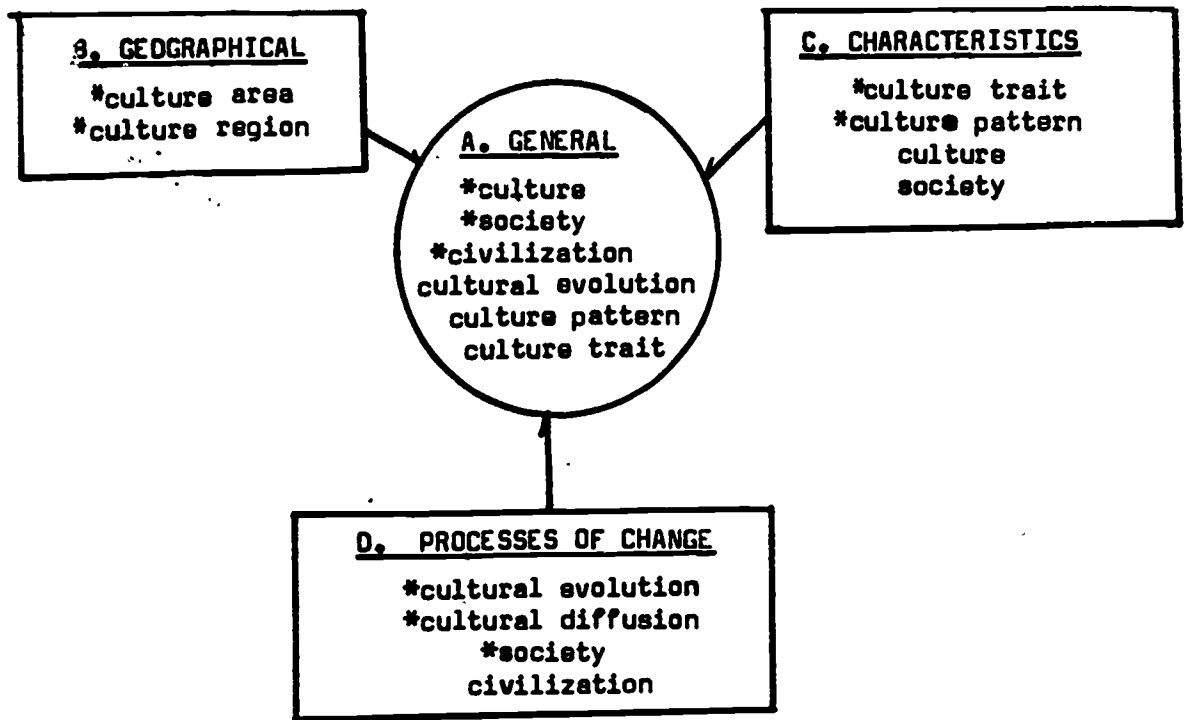 B. GEOGRAPHICAL
*culture area
*culture region
C. CHARACTERISTICS
*culture trait
*culture pattern
culture
society
A. GENERAL
*culture
*society
*civilization
cultural evolution
culture pattern
culture trait
D. PROCESSES OF CHANGE
*cultural evolution
*cultural diffusion
*society
civilization